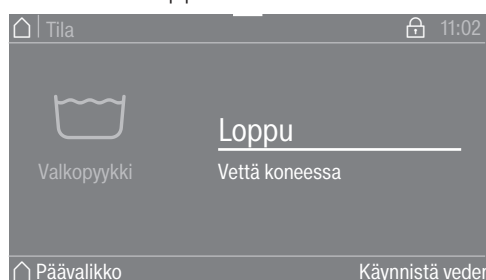 Tila 11:02
Loppu
Valkopyykki Vettä koneessa
Päävalikko Käynnistä veden